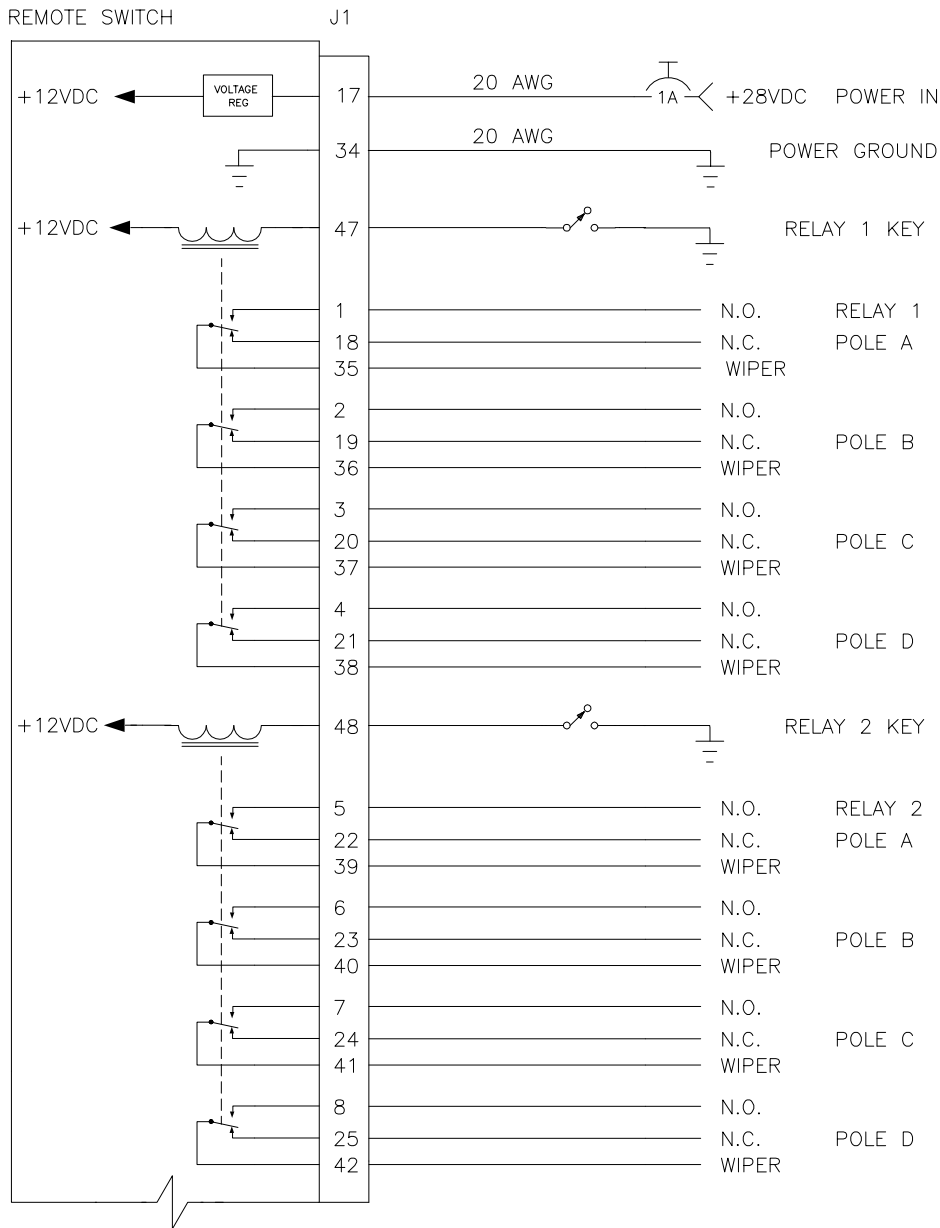 REMOTE SWITCH J1
+12VDC VOLTAGE REG 17 20 AWG 1A +28VDC POWER IN
34 20 AWG POWER GROUND
+12VDC 47 RELAY 1 KEY
1 N.O. RELAY 1
18 N.C. POLE A
35 WIPER
2 N.O.
19 N.C. POLE B
36 WIPER
3 N.O.
20 N.C. POLE C
37 WIPER
4 N.O.
21 N.C. POLE D
38 WIPER
+12VDC 48 RELAY 2 KEY
5 N.O. RELAY 2
22 N.C. POLE A
39 WIPER
6 N.O.
23 N.C. POLE B
40 WIPER
7 N.O.
24 N.C. POLE C
41 WIPER
8 N.O.
25 N.C. POLE D
42 WIPER